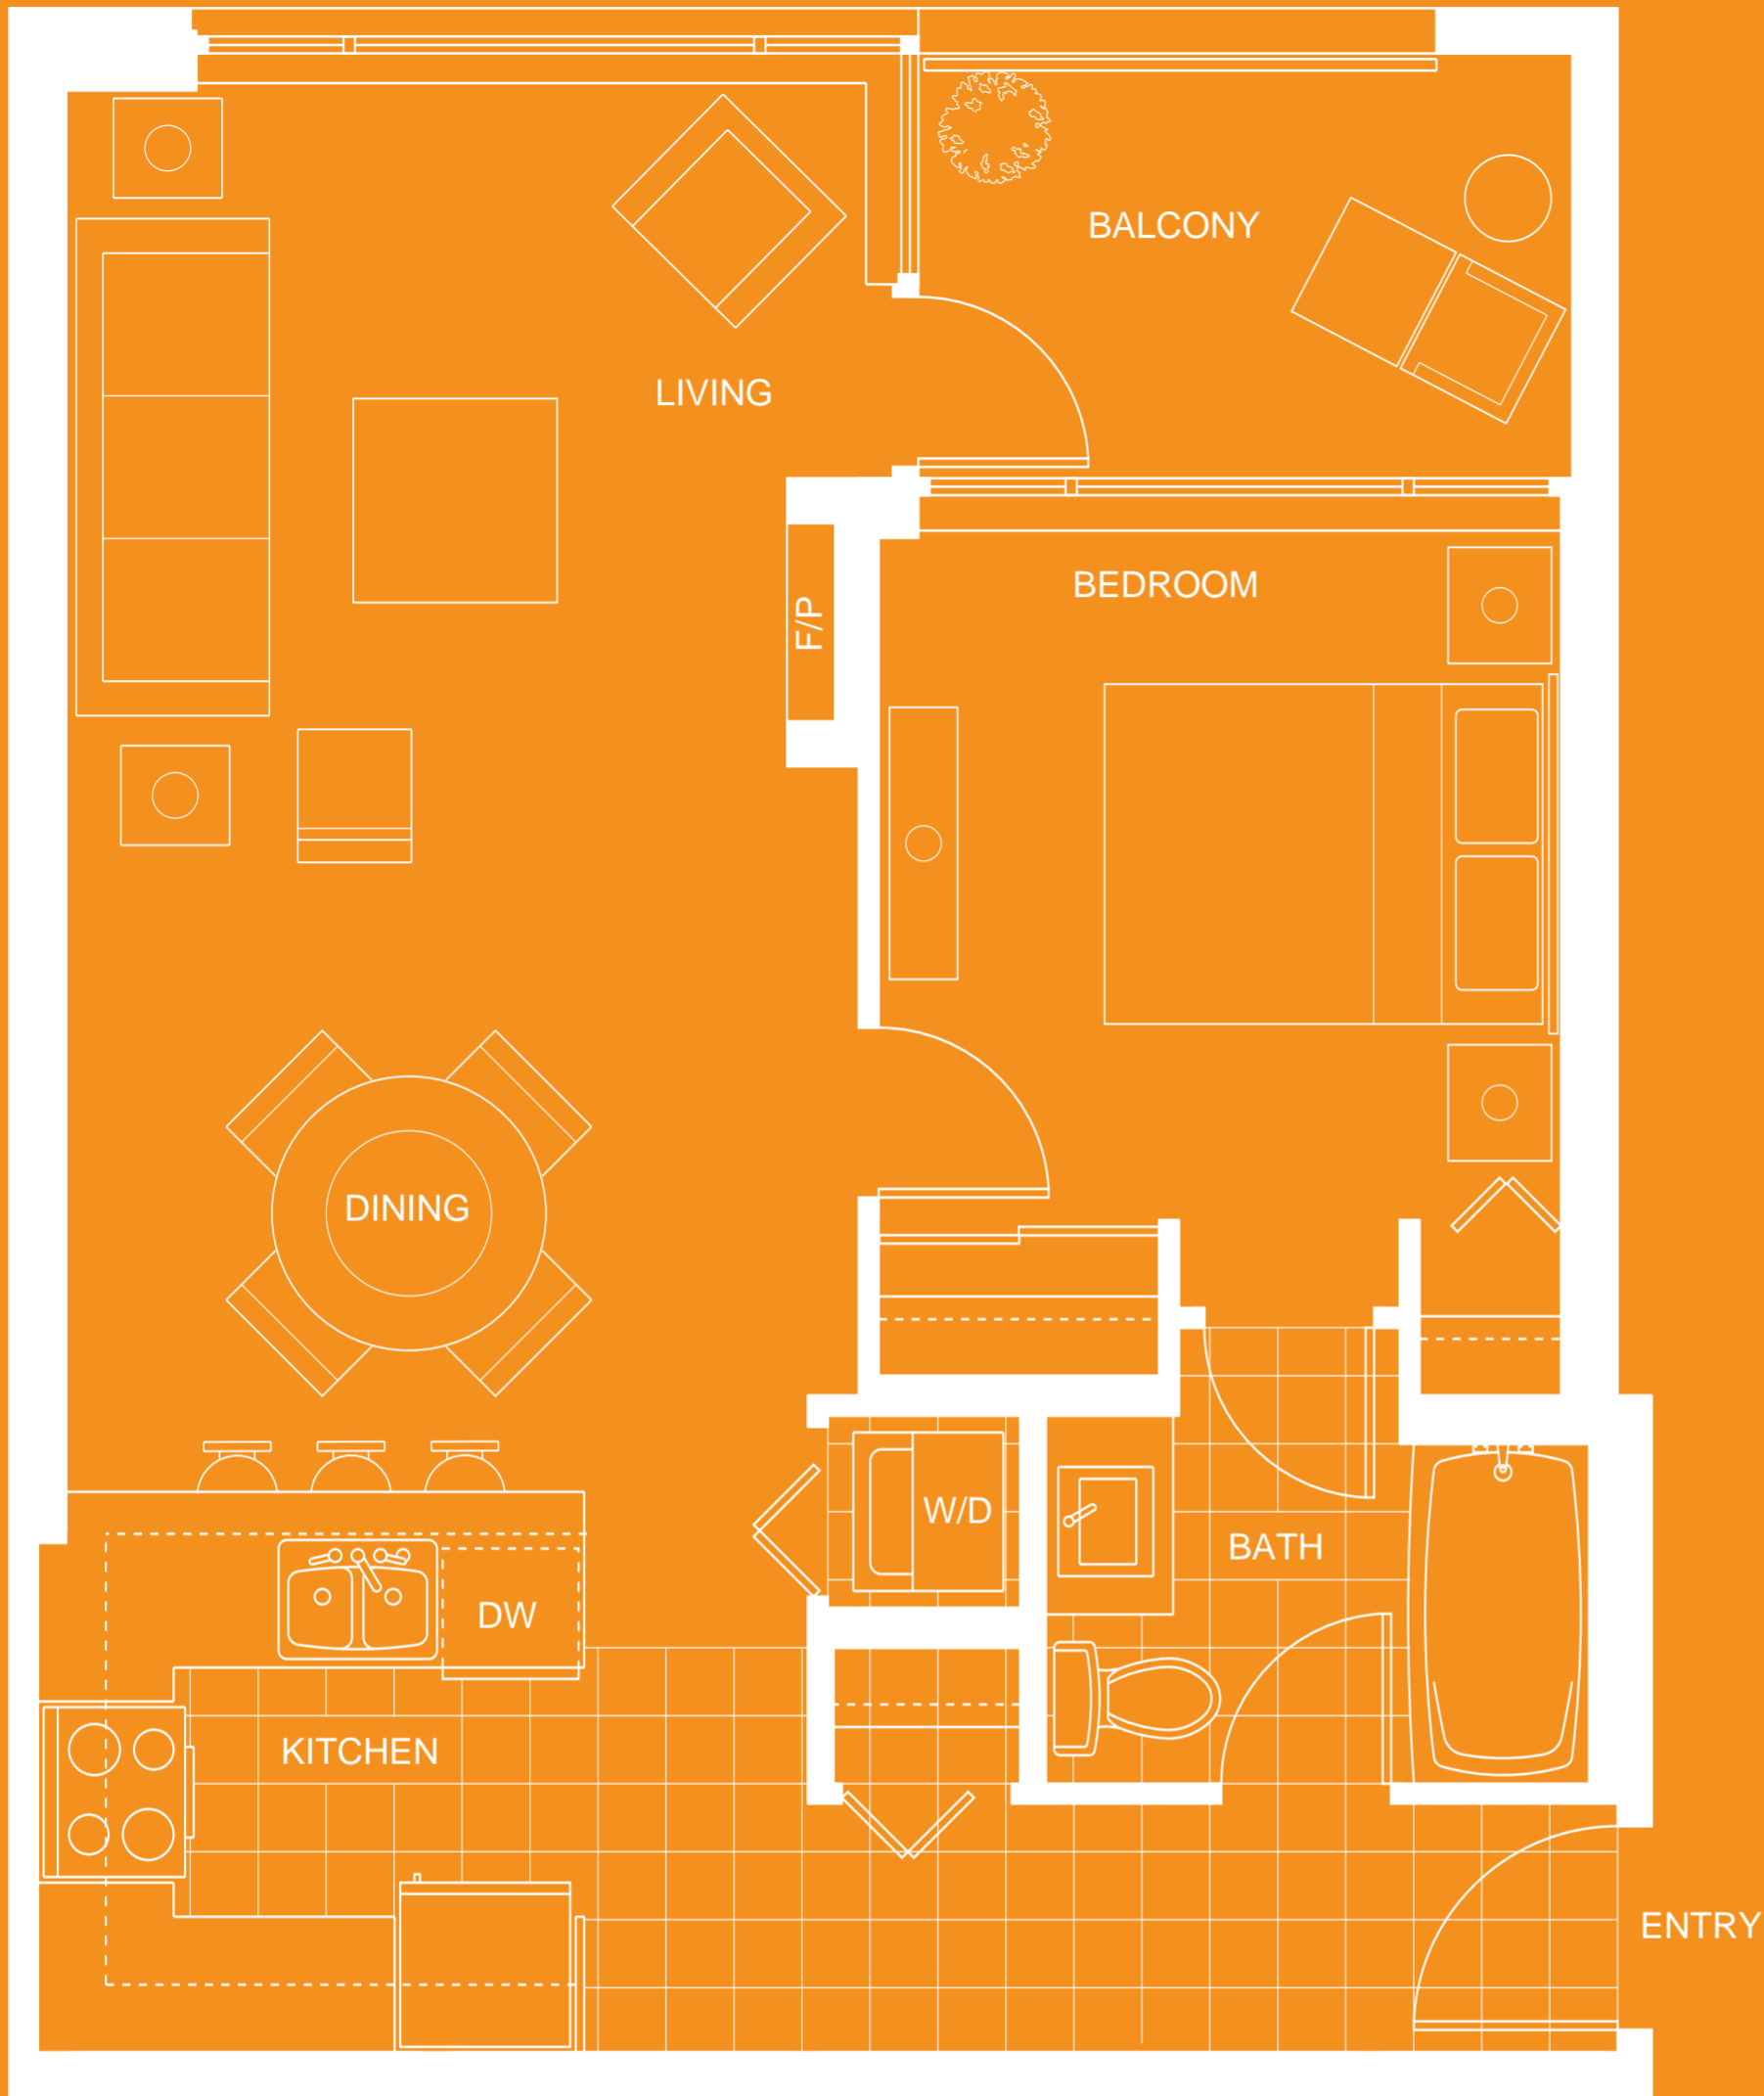 BALCONY
LIVING
BEDROOM
F/P
DINING
W/D
BATH
DW
KITCHEN
ENTRY